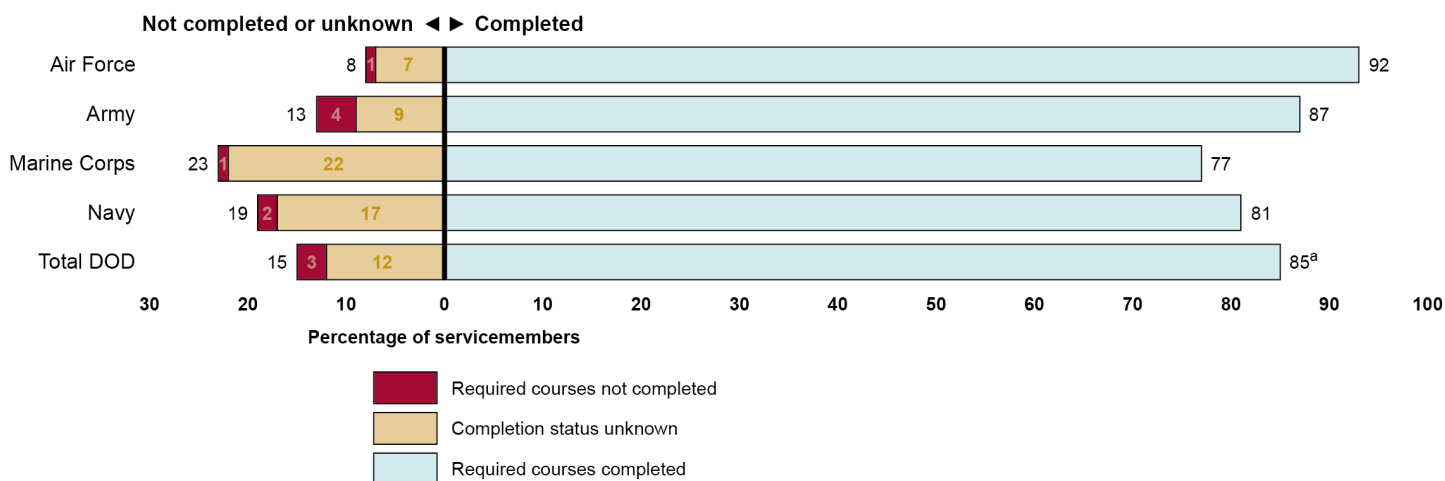 Not completed or unknown ◄ ► Completed
Air Force 8 1 7 92
Army 13 4 9 87
Marine Corps 23 1 22 77
Navy 19 2 17 81
Total DOD 15 3 12 85a
30 20 10 0 10 20 30 40 50 60 70 80 90 100
Percentage of servicemembers
Required courses not completed
Completion status unknown
Required courses completed